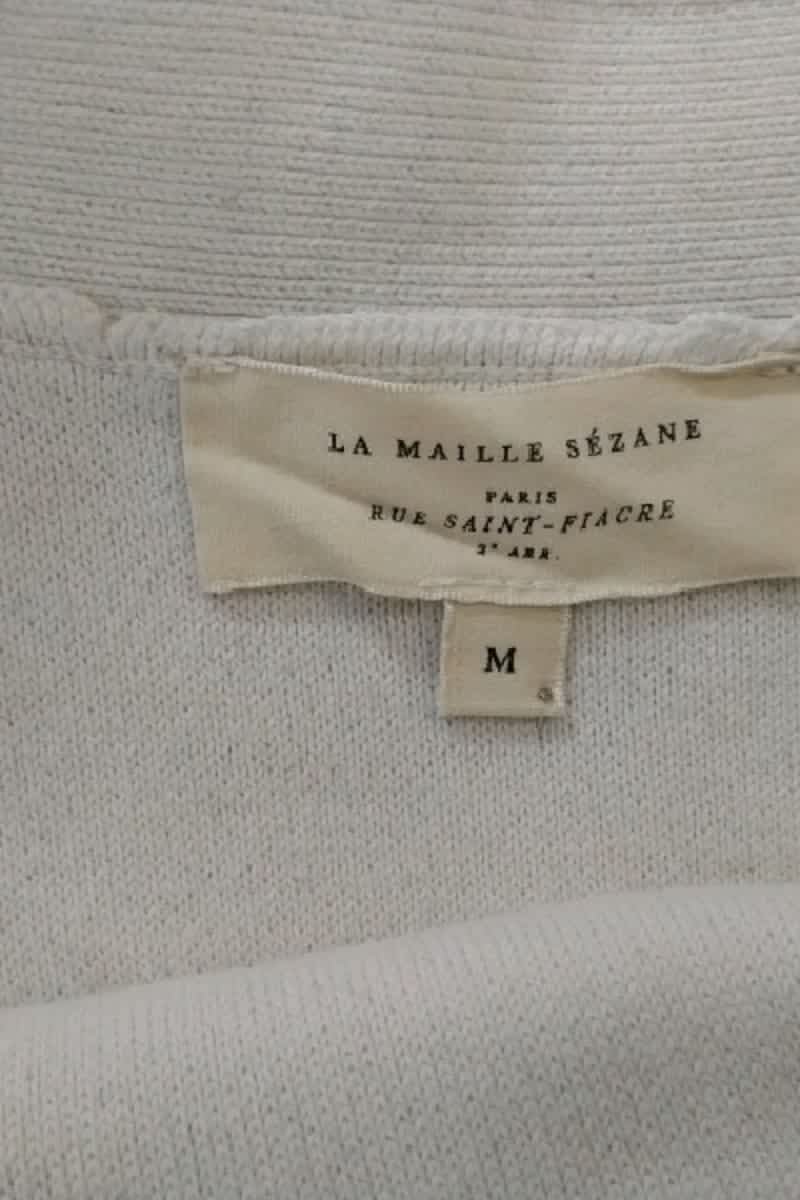 LA MAILLE SÉZANE
PARIS
RUE SAINT-FIACRE
2e ARR.
M